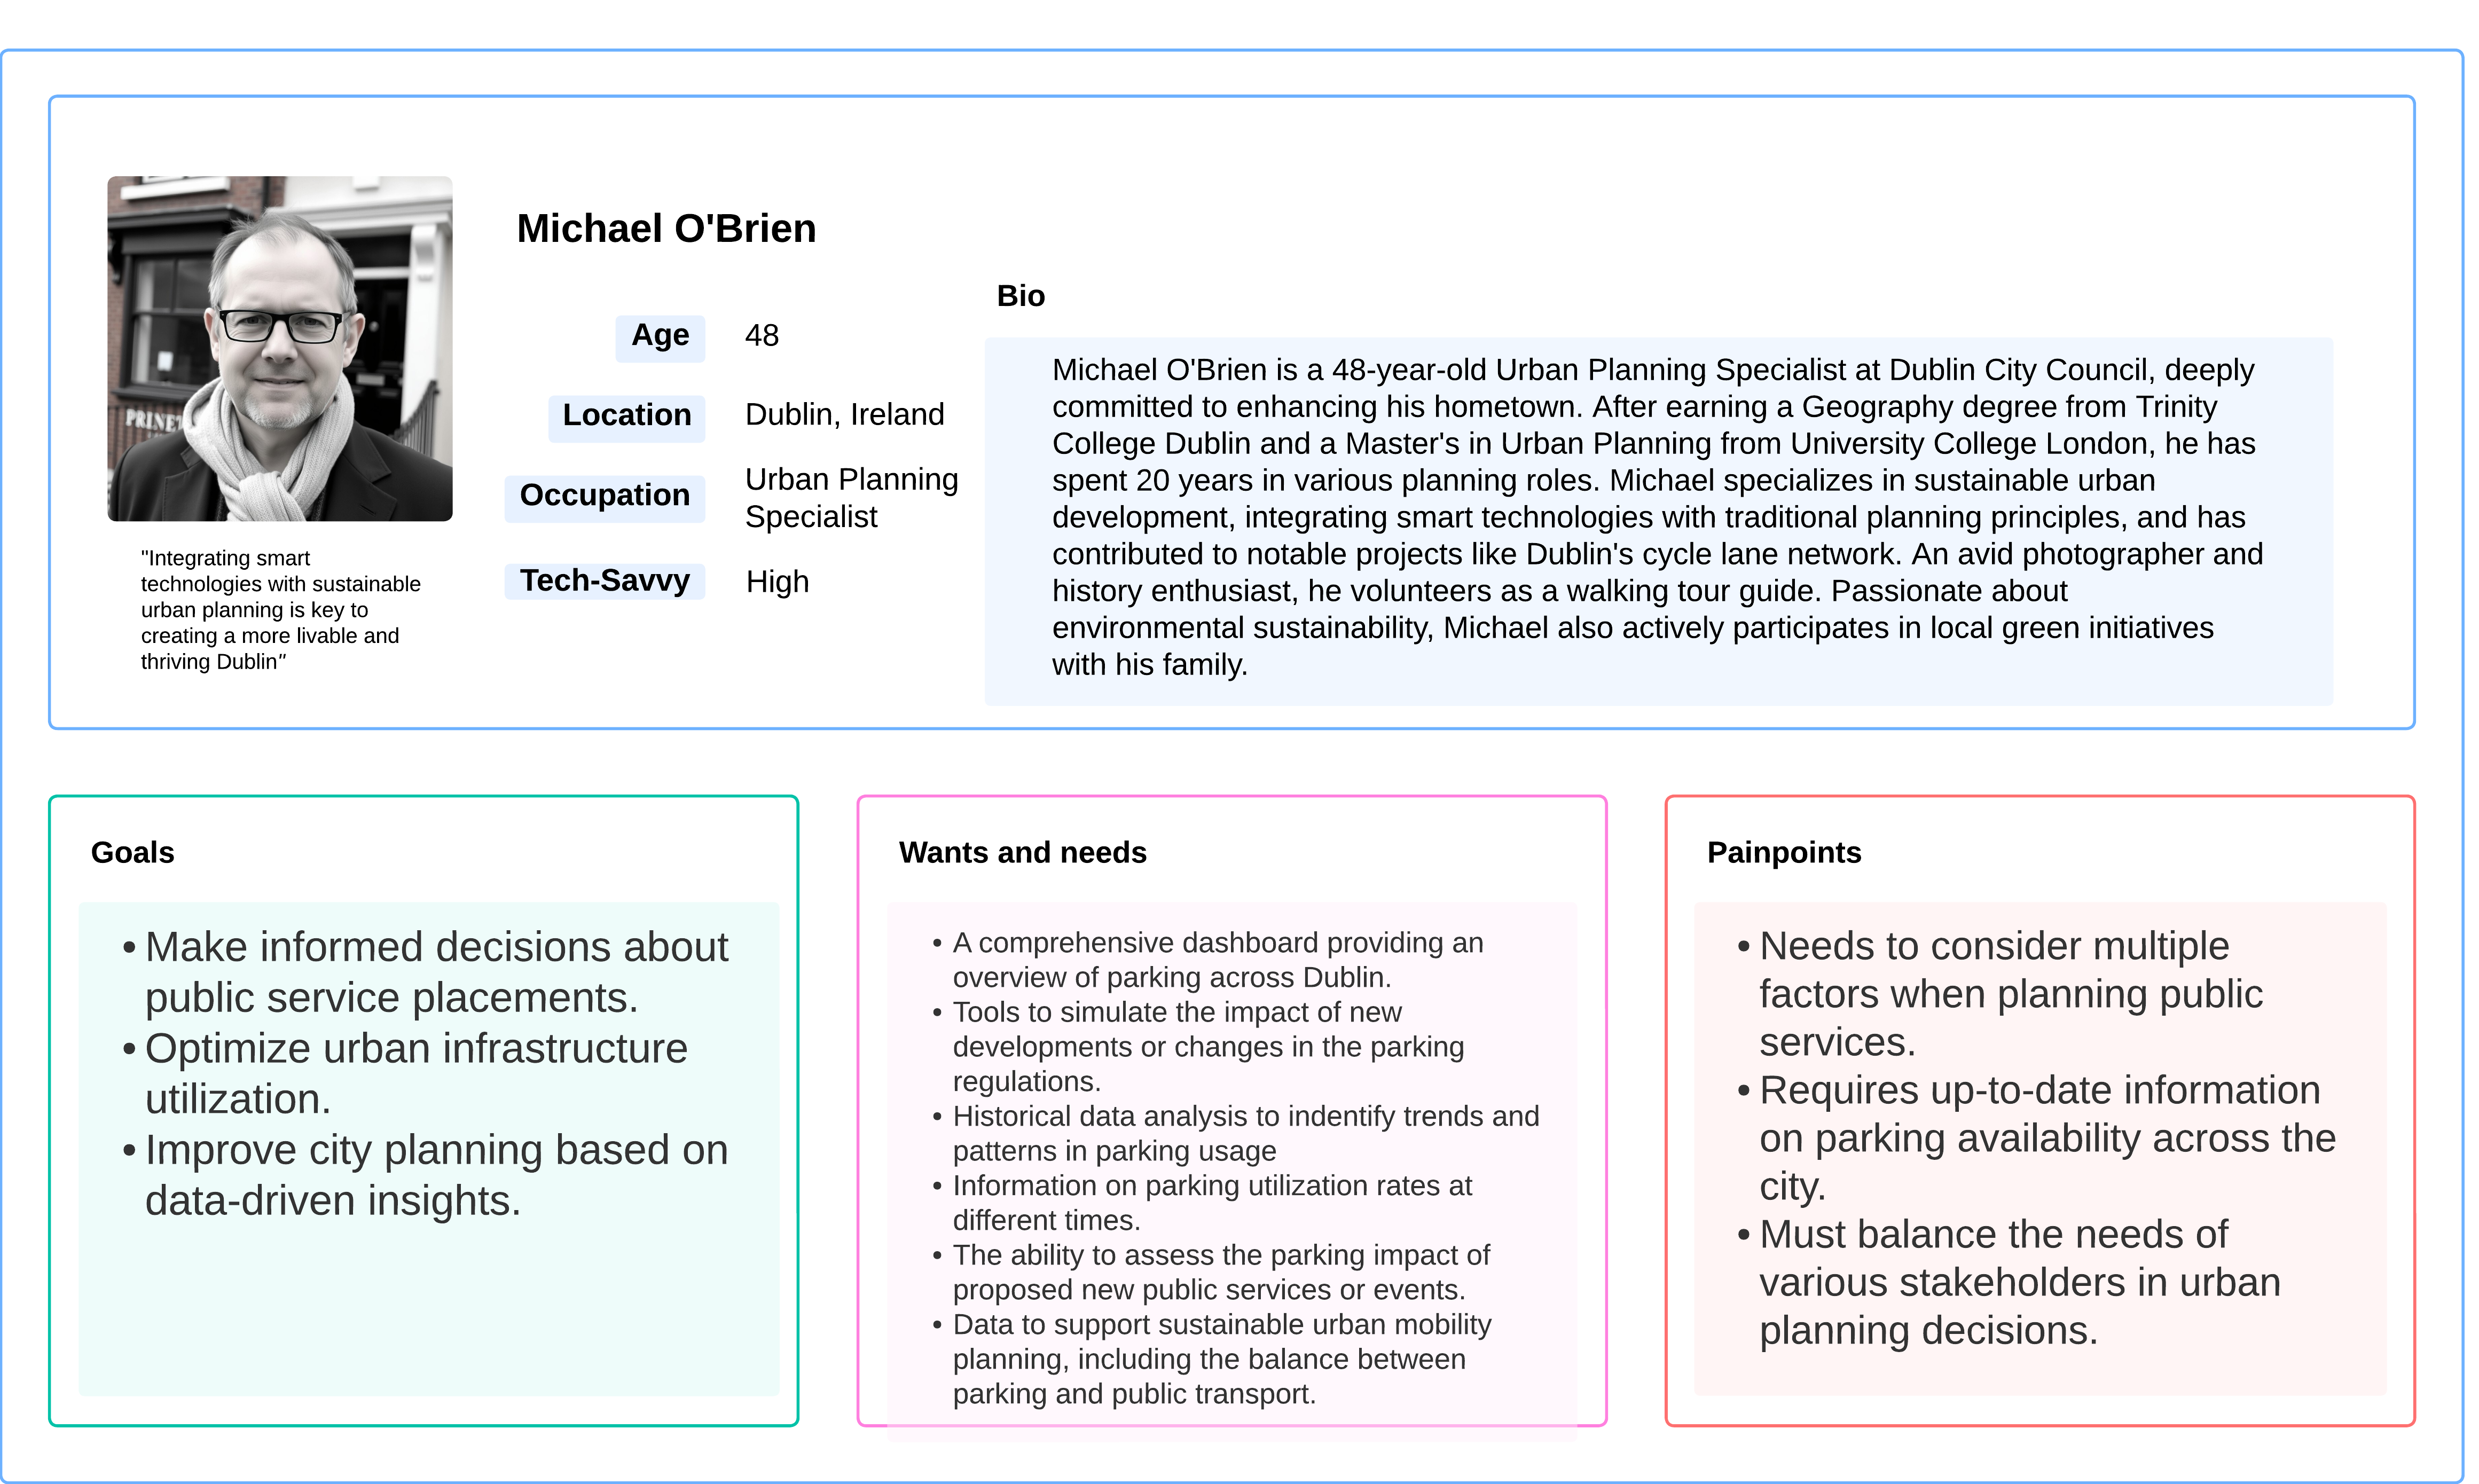 Michael O'Brien
Age
48
Location
Dublin, Ireland
Occupation
Urban Planning
Specialist
Tech-Savvy
High
"Integrating smart
technologies with sustainable
urban planning is key to
creating a more livable and
thriving Dublin"
Bio
Michael O'Brien is a 48-year-old Urban Planning Specialist at Dublin City Council, deeply
committed to enhancing his hometown. After earning a Geography degree from Trinity
College Dublin and a Master's in Urban Planning from University College London, he has
spent 20 years in various planning roles. Michael specializes in sustainable urban
development, integrating smart technologies with traditional planning principles, and has
contributed to notable projects like Dublin's cycle lane network. An avid photographer and
history enthusiast, he volunteers as a walking tour guide. Passionate about
environmental sustainability, Michael also actively participates in local green initiatives
with his family.
Goals
• Make informed decisions about
public service placements.
• Optimize urban infrastructure
utilization.
• Improve city planning based on
data-driven insights.
Wants and needs
• A comprehensive dashboard providing an
overview of parking across Dublin.
• Tools to simulate the impact of new
developments or changes in the parking
regulations.
• Historical data analysis to indentify trends and
patterns in parking usage
• Information on parking utilization rates at
different times.
• The ability to assess the parking impact of
proposed new public services or events.
• Data to support sustainable urban mobility
planning, including the balance between
parking and public transport.
Painpoints
• Needs to consider multiple
factors when planning public
services.
• Requires up-to-date information
on parking availability across the
city.
• Must balance the needs of
various stakeholders in urban
planning decisions.